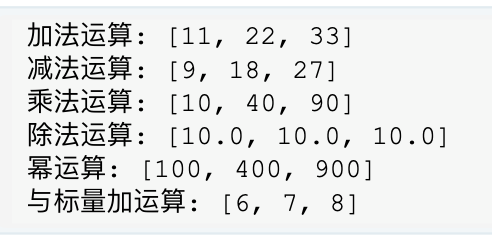 加法运算: [11, 22, 33]
减法运算: [9, 18, 27]
乘法运算: [10, 40, 90]
除法运算: [10.0, 10.0, 10.0]
幂运算: [100, 400, 900]
与标量加运算: [6, 7, 8]